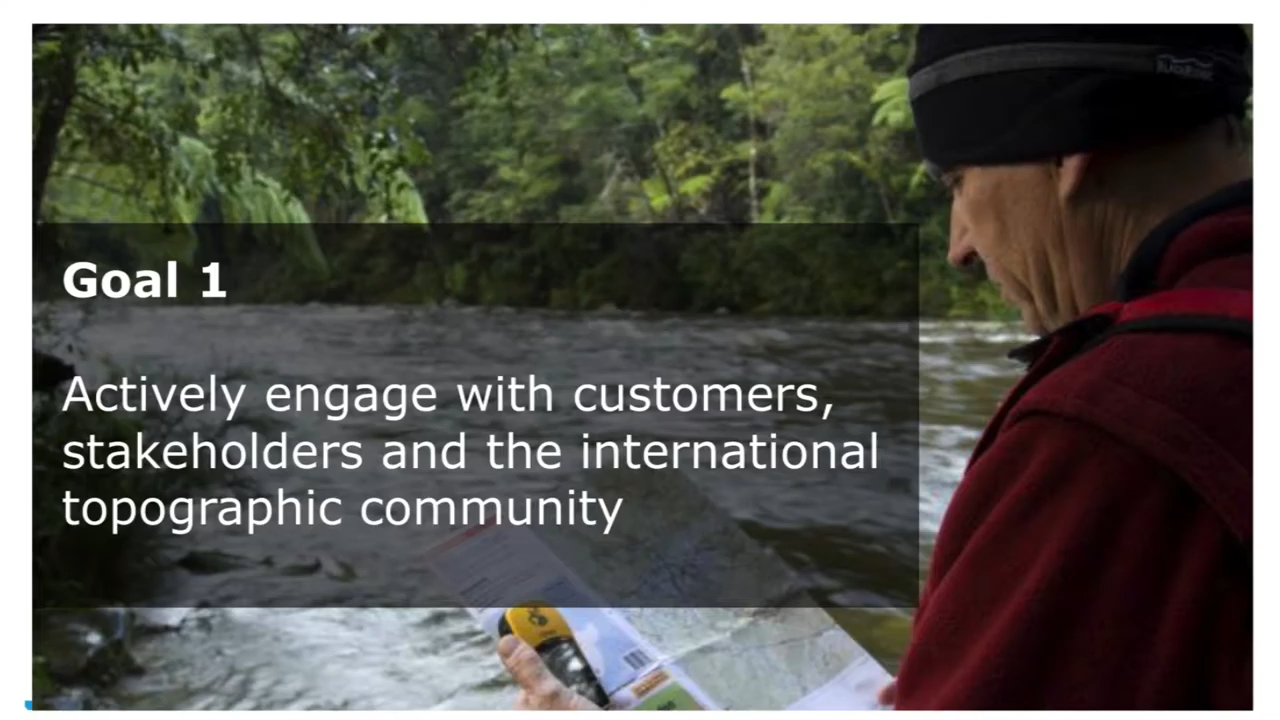 Goal 1
Actively engage with customers,
stakeholders and the international
topographic community